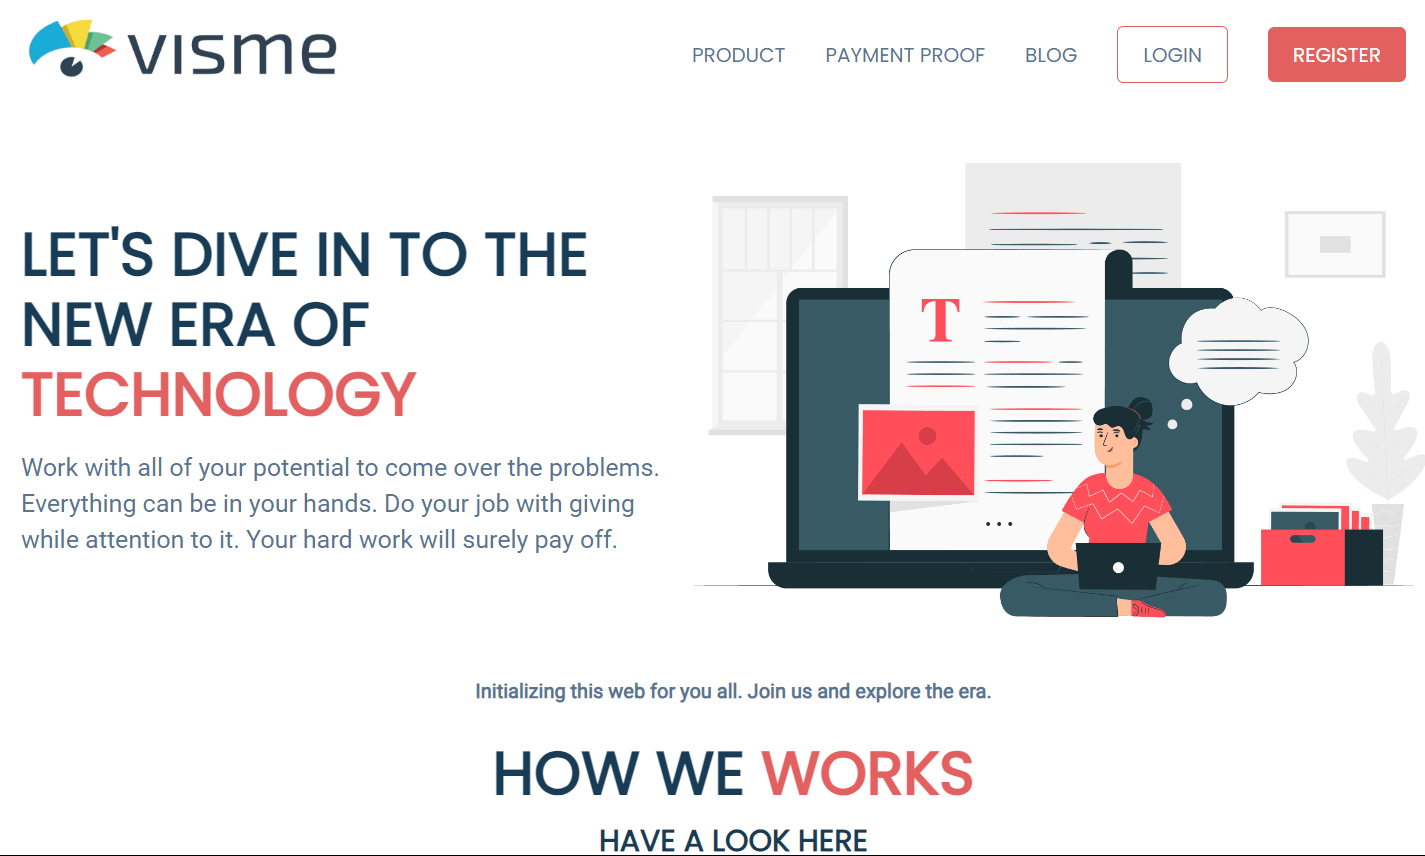 visme
PRODUCT
PAYMENT PROOF
BLOG
LOGIN
REGISTER
LET'S DIVE IN TO THE
NEW ERA OF
TECHNOLOGY
Work with all of your potential to come over the problems.
Everything can be in your hands. Do your job with giving
while attention to it. Your hard work will surely pay off.
T
Initializing this web for you all. Join us and explore the era.
HOW WE WORKS
HAVE A LOOK HERE